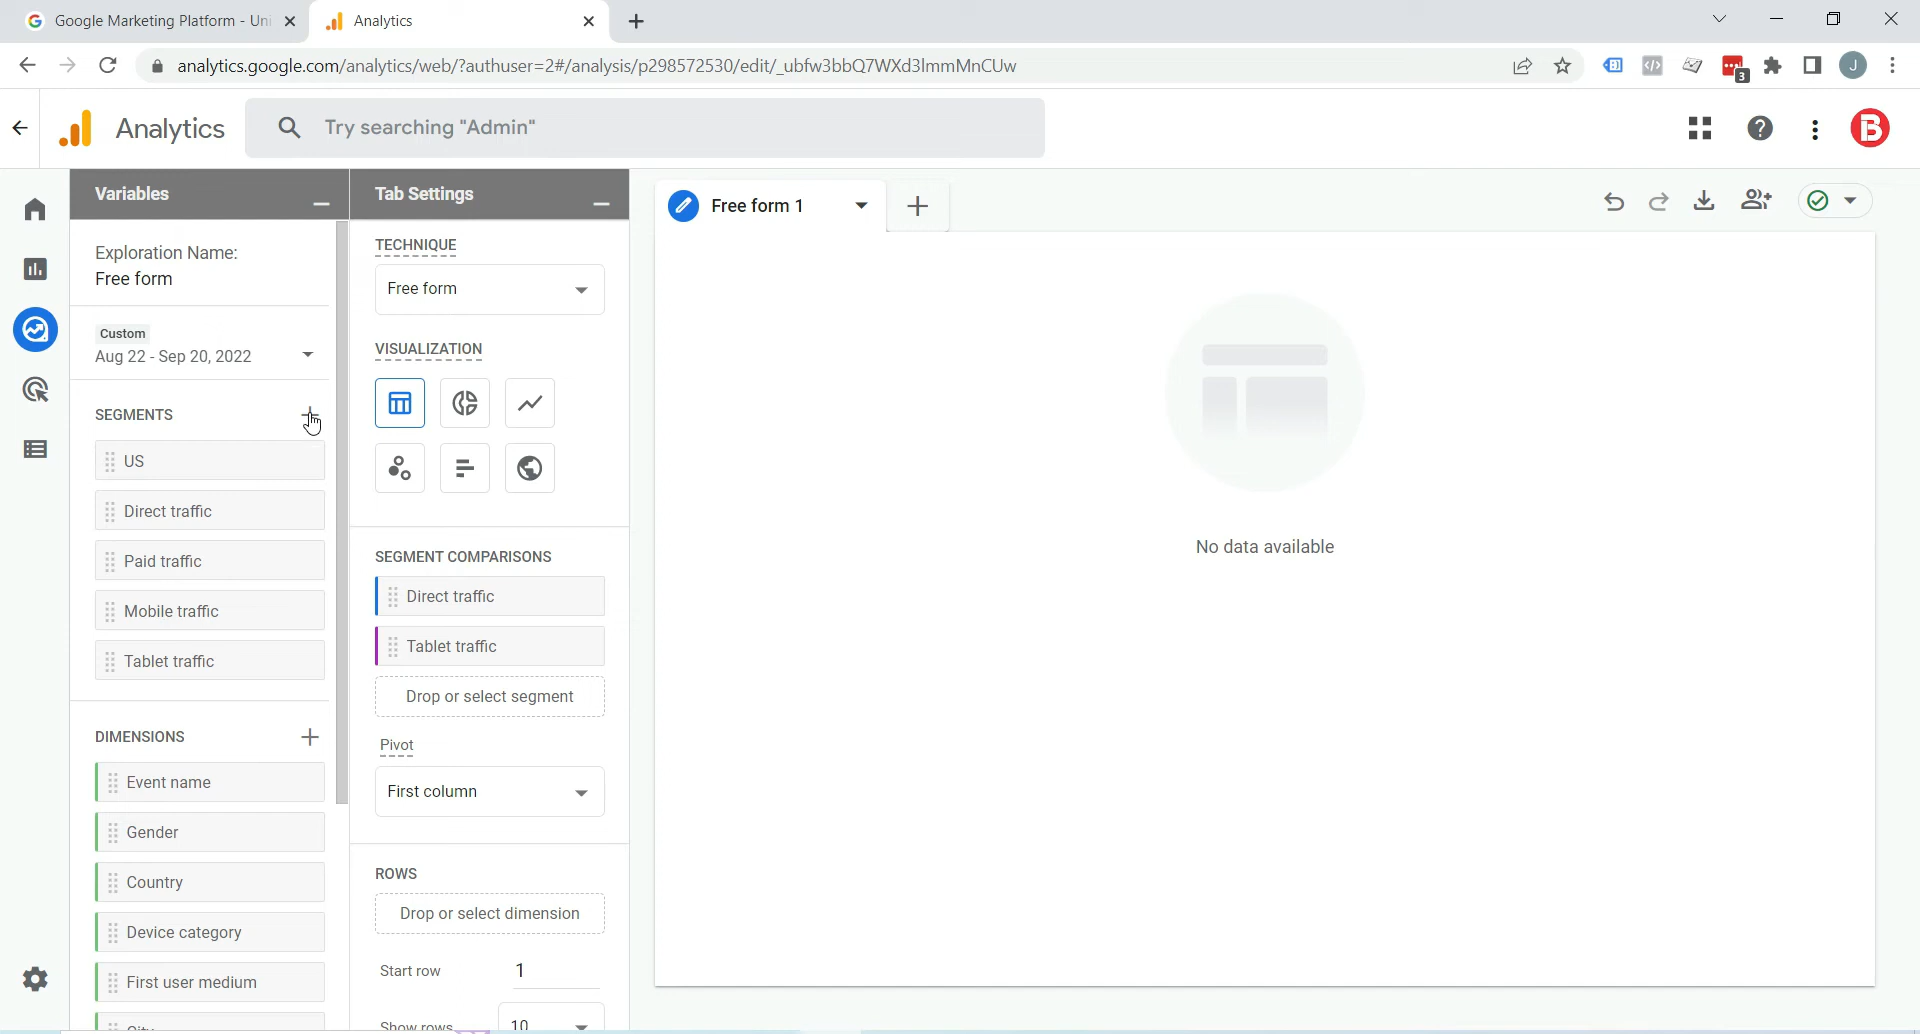 Google Marketing Platform - Uni
Analytics
analytics.google.com/analytics/web/?authuser=2#/analysis/p298572530/edit/_ubfw3bbQ7WXd3ImmMnCUw
3
J
Analytics
Try searching "Admin"
B
Variables
Tab Settings
Free form 1
Exploration Name:
Free form
Custom
Aug 22 - Sep 20, 2022
SEGMENTS
US
Direct traffic
Paid traffic
Mobile traffic
Tablet traffic
DIMENSIONS
Event name
Gender
Country
Device category
First user medium
City
TECHNIQUE
Free form
VISUALIZATION
SEGMENT COMPARISONS
Direct traffic
Tablet traffic
Drop or select segment
Pivot
First column
ROWS
Drop or select dimension
Start row 1
Show rows 10
No data available